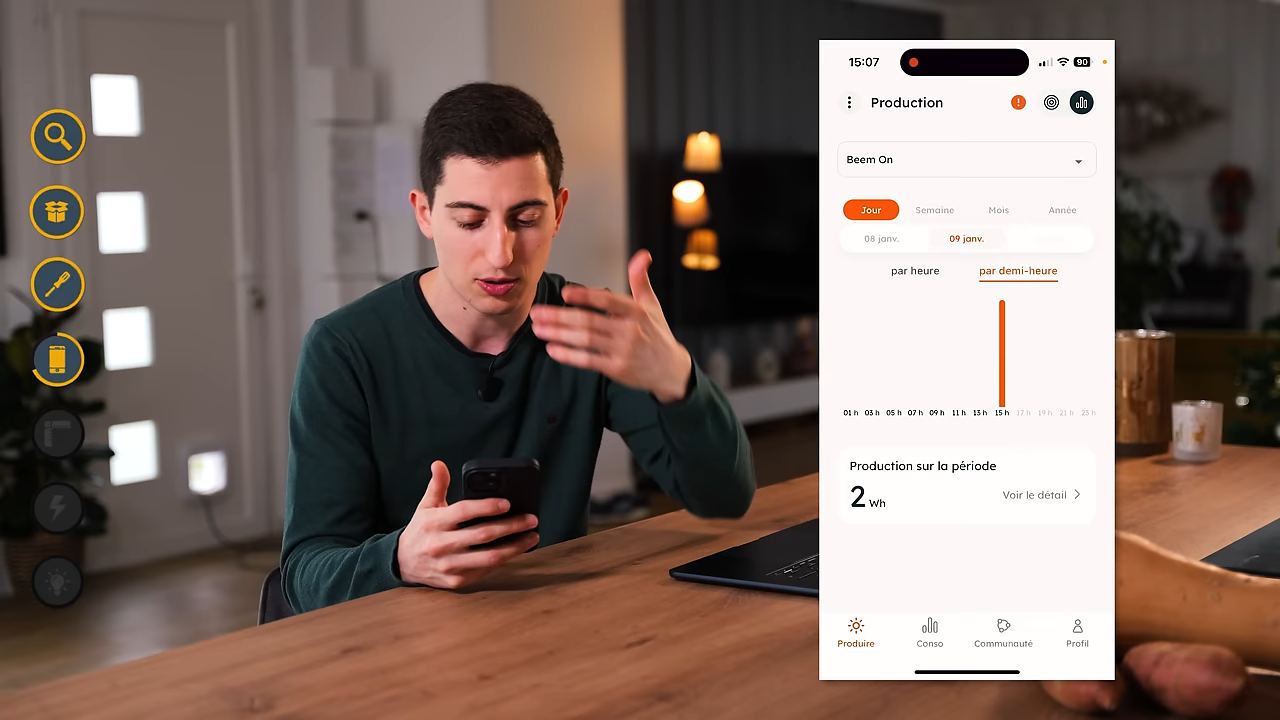 15:07
90
Production
Beem On
Jour Semaine Mois Année
08 janv. 09 janv.
par heure par demi-heure
01 h 03 h 05 h 07 h 09 h 11 h 13 h 15 h 17 h 19 h 21 h 23 h
Production sur la période
2 Wh
Voir le détail
Produire Conso Communauté Profil